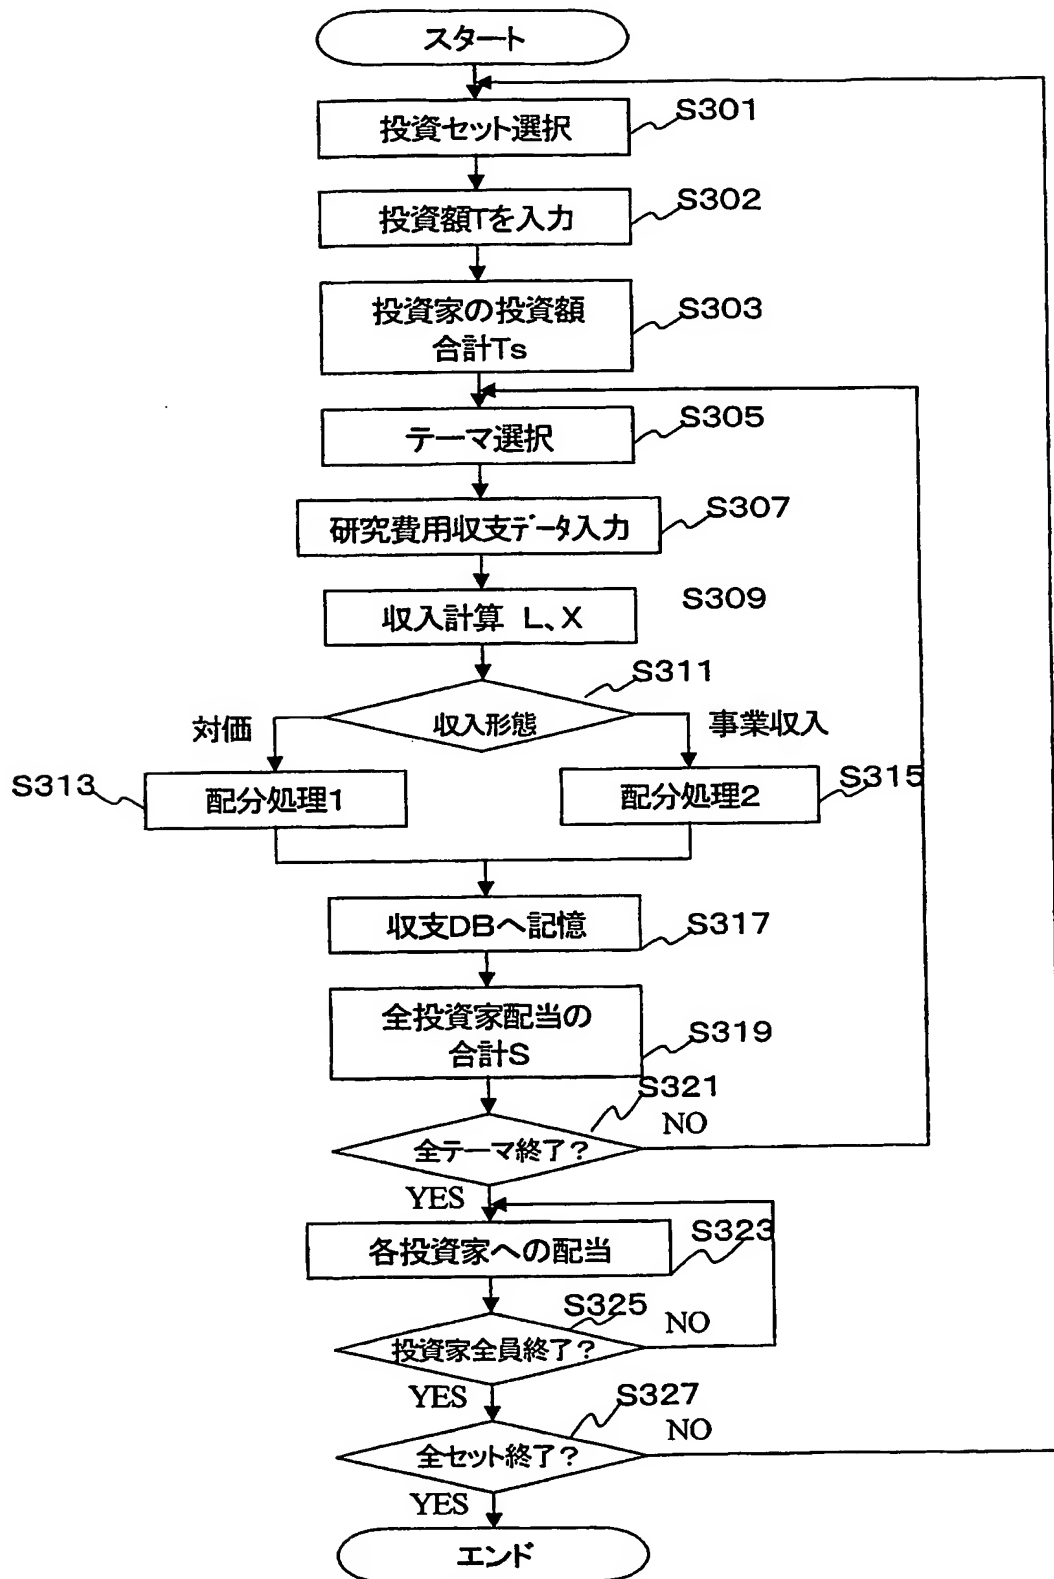 スタート
投資セット選択
S301
投資額Tを入力
S302
投資家の投資額
合計Ts
S303
テーマ選択
S305
研究費用収支データ入力
S307
収入計算 L、X
S309
収入形態
S311
対価
事業収入
S313
配分処理1
配分処理2
S315
収支DBへ記憶
S317
全投資家配当の
合計S
S319
全テーマ終了?
S321
NO
YES
各投資家への配当
S323
投資家全員終了?
S325
NO
YES
全セット終了?
S327
NO
YES
エンド